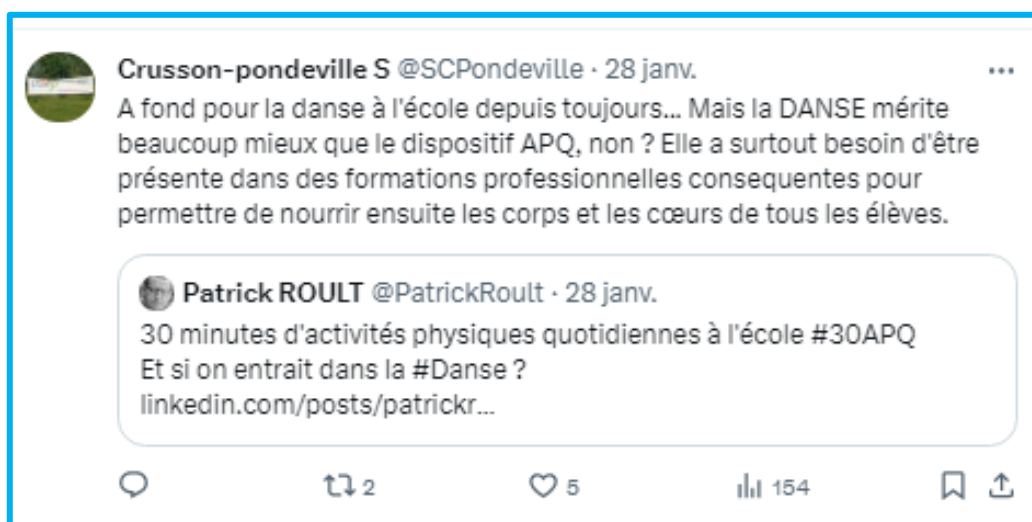 Crusson-pondeville S @SCPondeville · 28 janv.
A fond pour la danse à l'école depuis toujours... Mais la DANSE mérite
beaucoup mieux que le dispositif APQ, non ? Elle a surtout besoin d'être
présente dans des formations professionnelles consequentes pour
permettre de nourrir ensuite les corps et les cœurs de tous les élèves.
Patrick ROULT @PatrickRoult · 28 janv.
30 minutes d'activités physiques quotidiennes à l'école #30APQ
Et si on entrait dans la #Danse ?
linkedin.com/posts/patrickr...
2 5 154